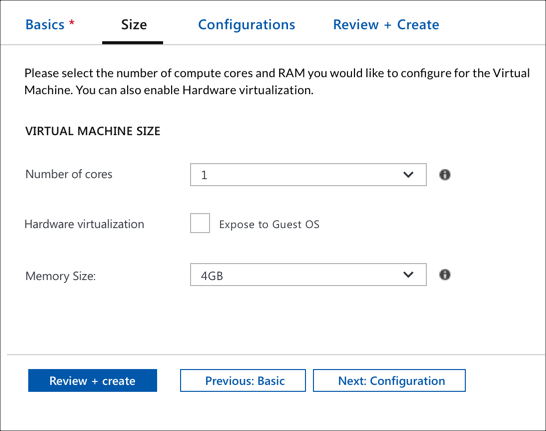 Basics * Size Configurations Review + Create
Please select the number of compute cores and RAM you would like to configure for the Virtual
Machine. You can also enable Hardware virtualization.
VIRTUAL MACHINE SIZE
Number of cores 1
Hardware virtualization Expose to Guest OS
Memory Size: 4GB
Review + create Previous: Basic Next: Configuration